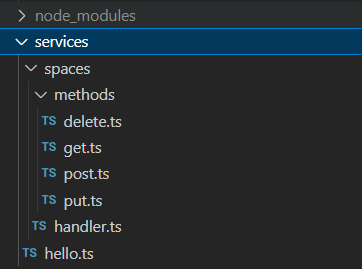 node_modules
services
spaces
methods
TS delete.ts
TS get.ts
TS post.ts
TS put.ts
TS handler.ts
TS hello.ts